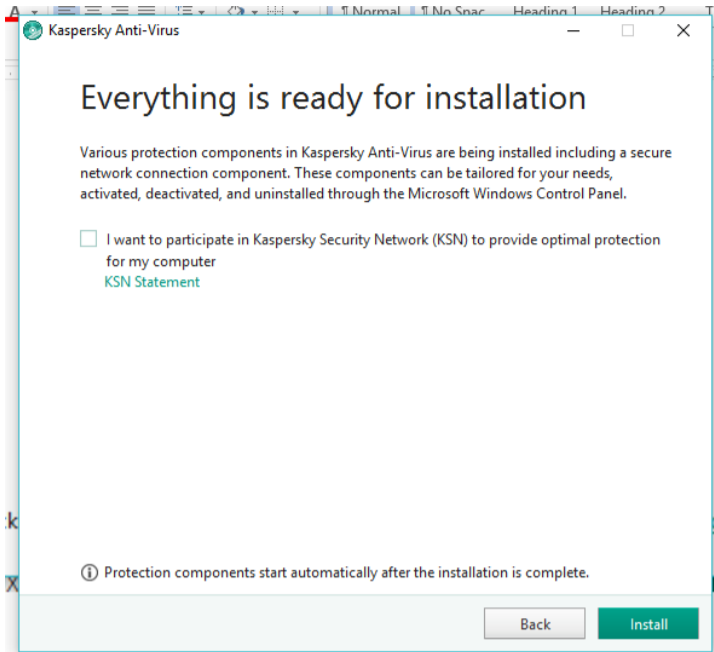 ¶ Normal ¶ No Spac... Heading 1 Heading 2
Kaspersky Anti-Virus
Everything is ready for installation
Various protection components in Kaspersky Anti-Virus are being installed including a secure
network connection component. These components can be tailored for your needs,
activated, deactivated, and uninstalled through the Microsoft Windows Control Panel.
I want to participate in Kaspersky Security Network (KSN) to provide optimal protection
for my computer
KSN Statement
Protection components start automatically after the installation is complete.
Back Install